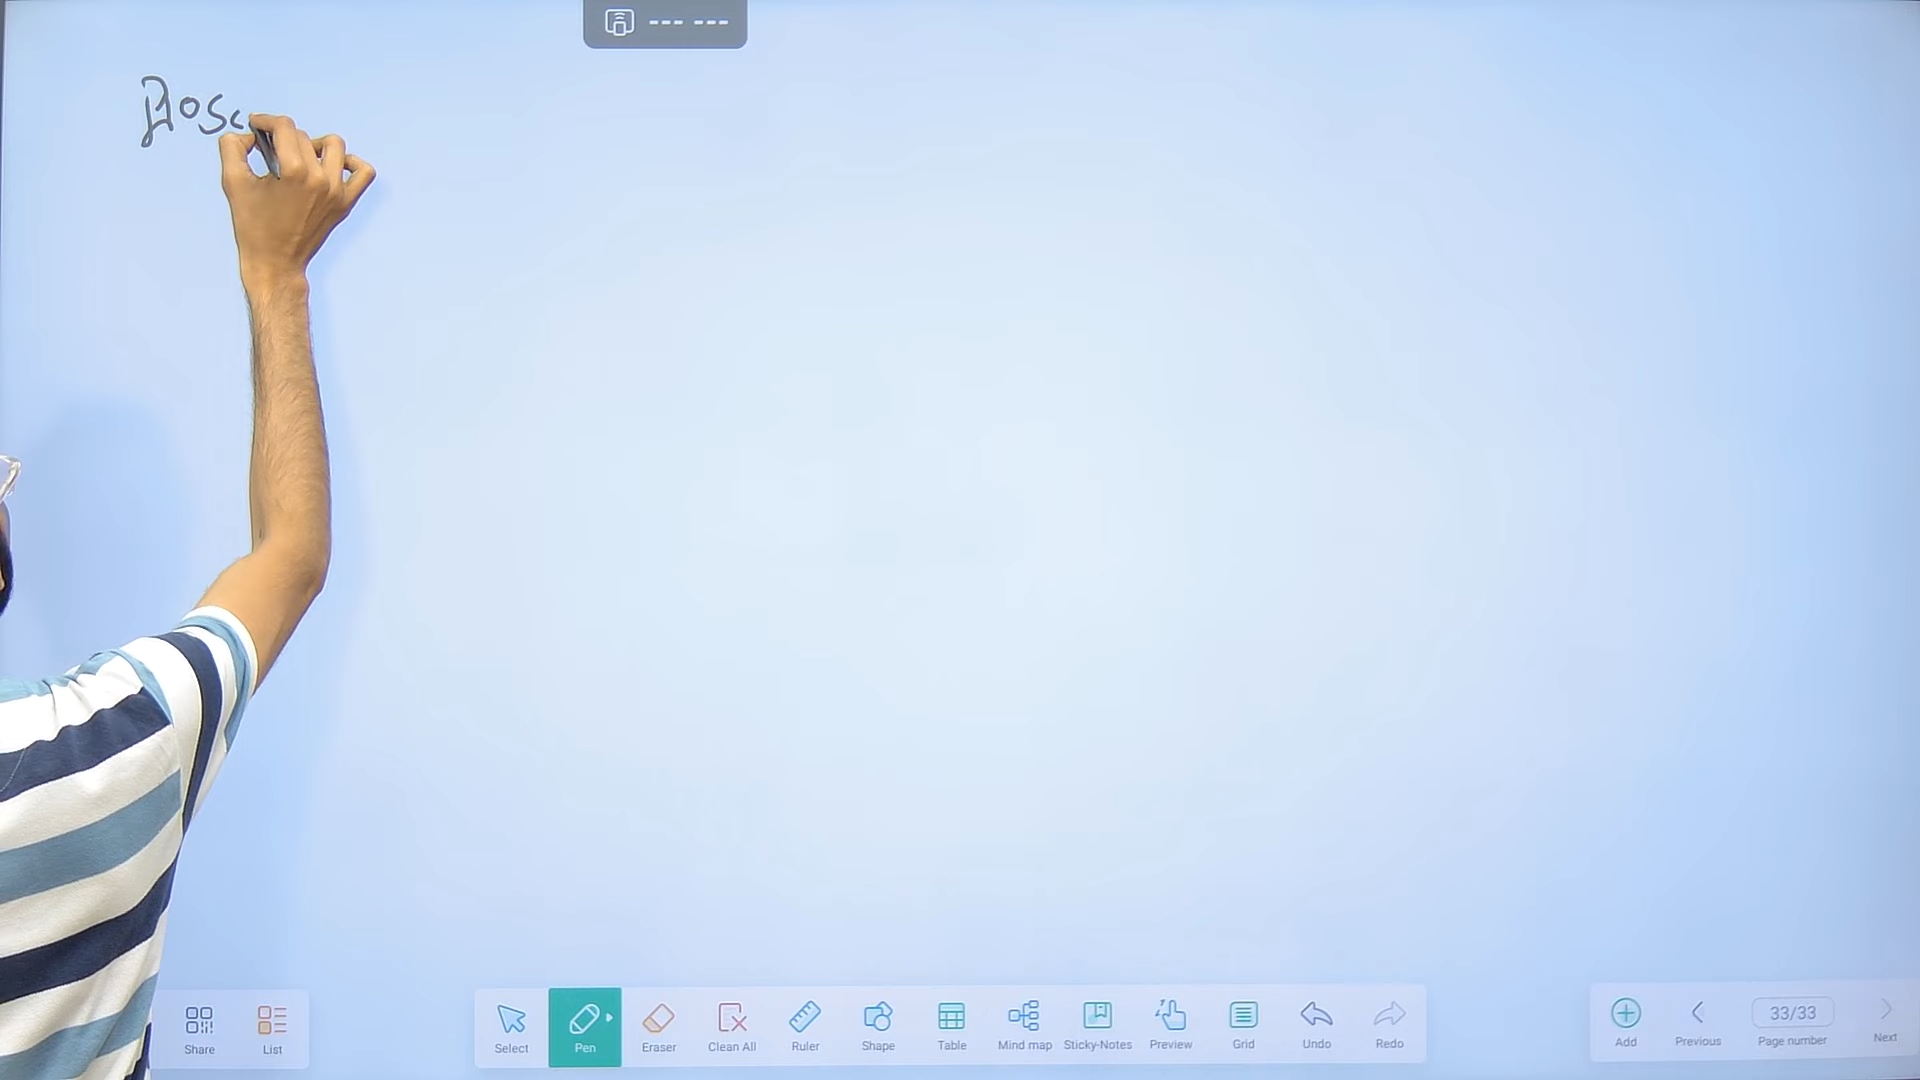 --- ---
Share
List
Select
Pen
Eraser
Clean All
Ruler
Shape
Table
Mind map
Sticky-Notes
Preview
Grid
Undo
Redo
Add
Previous
33/33
Page number
Next